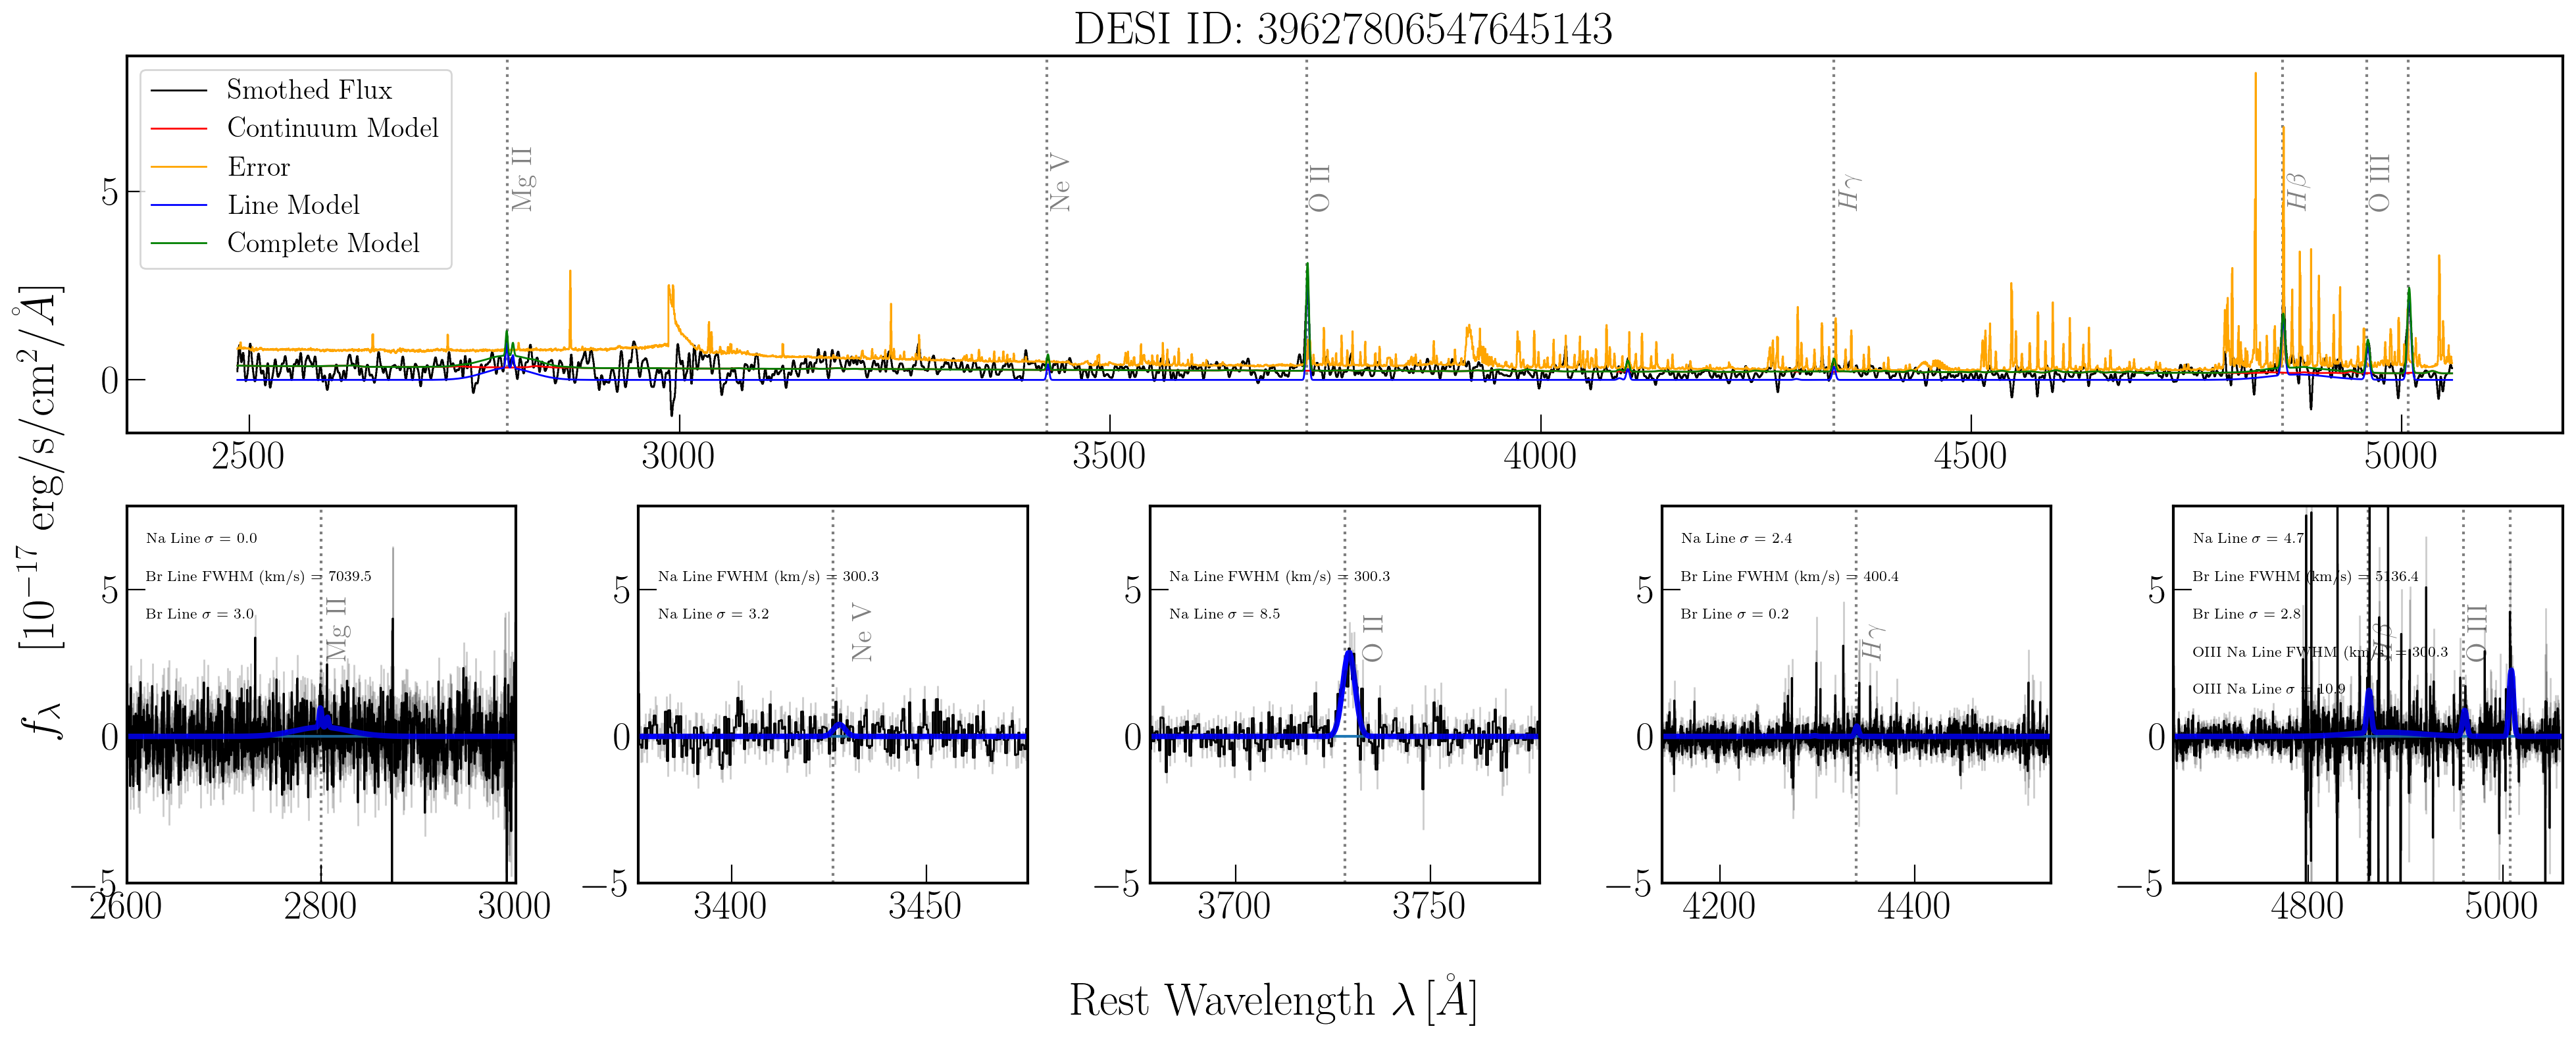 DESI ID: 39627806547645143
Smothed Flux
Continuum Model
Error
Line Model
Complete Model
Mg II
Ne V
O II
Hγ
Hβ
O III
5
0
2500 3000 3500 4000 4500 5000
f_λ [10^{-17} erg/s/cm^2/Å]
Na Line σ = 0.0
Br Line FWHM (km/s) = 7039.5
Br Line σ = 3.0
Mg II
5
0
−5
2600 2800 3000
Na Line FWHM (km/s) = 300.3
Na Line σ = 3.2
Ne V
5
0
−5
3400 3450
Na Line FWHM (km/s) = 300.3
Na Line σ = 8.5
O II
5
0
−5
3700 3750
Na Line σ = 2.4
Br Line FWHM (km/s) = 400.4
Br Line σ = 0.2
Hγ
5
0
−5
4200 4400
Na Line σ = 4.7
Br Line FWHM (km/s) = 5136.4
Br Line σ = 2.8
OIII Na Line FWHM (km/s) = 300.3
OIII Na Line σ = 10.9
Hβ
O III
5
0
−5
4800 5000
Rest Wavelength λ [Å]